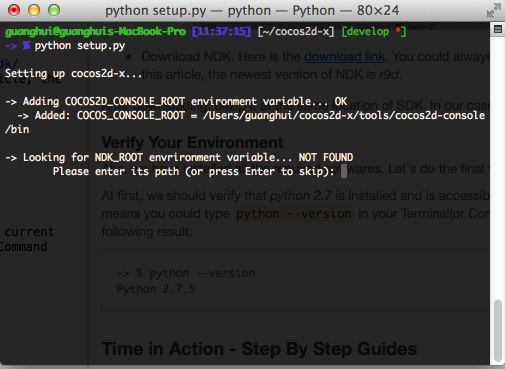 python setup.py — python — Python — 80×24
guanghui@guanghuis-MacBook-Pro [11:37:15] [~/cocos2d-x] [develop *]
-> % python setup.py
Setting up cocos2d-x...
-> Adding COCOS2D_CONSOLE_ROOT environment variable... OK
-> Added: COCOS_CONSOLE_ROOT = /Users/guanghui/cocos2d-x/tools/cocos2d-console
/bin
-> Looking for NDK_ROOT envrironment variable... NOT FOUND
Please enter its path (or press Enter to skip):
Download NDK. Here is the download link. You could always
this article, the newest version of NDK is r9d.
location of SDK. In our case
Verify Your Environment
wares. Let's do the final
At first, we should verify that python 2.7 is installed and is accessib
means you could type python --version in your Terminal(or Com
following result:
-> % python --version
Python 2.7.5
Time in Action - Step By Step Guides
current
Command